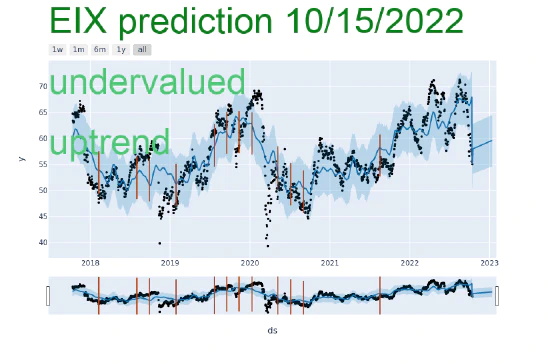 EIX prediction 10/15/2022
1w 1m 6m 1y all
undervalued
uptrend
70
65
60
55
50
45
40
y
2018 2019 2020 2021 2022 2023
ds